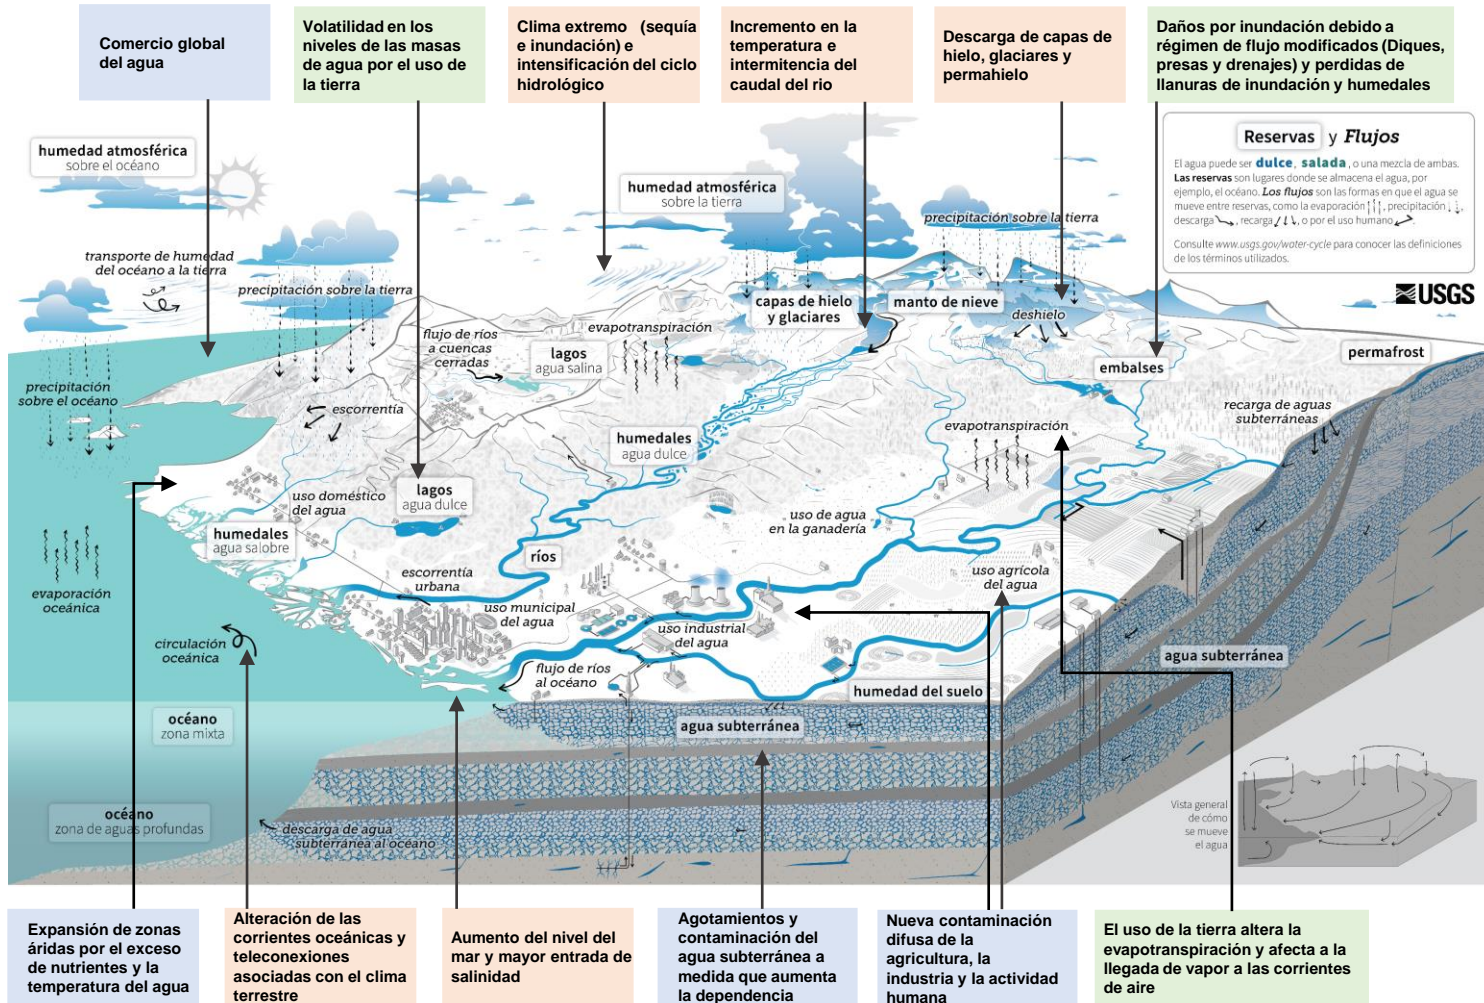 Comercio global
del agua
Volatilidad en los
niveles de las masas
de agua por el uso de
la tierra
Clima extremo (sequía
e inundación) e
intensificación del ciclo
hidrológico
Incremento en la
temperatura e
intermitencia del
caudal del rio
Descarga de capas de
hielo, glaciares y
permahielo
Daños por inundación debido a
régimen de flujo modificados (Diques,
presas y drenajes) y perdidas de
llanuras de inundación y humedales
Reservas y Flujos
El agua puede ser dulce, salada, o una mezcla de ambas.
Las reservas son lugares donde se almacena el agua, por
ejemplo, el océano. Los flujos son las formas en que el agua se
mueve entre reservas, como la evaporación, precipitación,
descarga, recarga, o por el uso humano.
Consulte www.usgs.gov/water-cycle para conocer las definiciones
de los términos utilizados.
USGS
humedad atmosférica
sobre el océano
humedad atmosférica
sobre la tierra
precipitación sobre la tierra
transporte de humedad
del océano a la tierra
precipitación sobre la tierra
capas de hielo
y glaciares
manto de nieve
deshielo
flujo de ríos
a cuencas
cerradas
evapotranspiración
lagos
agua salina
embalses
permafrost
precipitación
sobre el océano
escorrentía
recarga de aguas
subterráneas
humedales
agua dulce
evapotranspiración
uso doméstico
del agua
lagos
agua dulce
humedales
agua salobre
uso de agua
en la ganadería
ríos
evaporación
oceánica
escorrentía
urbana
uso municipal
del agua
uso agrícola
del agua
uso industrial
del agua
circulación
oceánica
flujo de ríos
al océano
agua subterránea
humedad del suelo
océano
zona mixta
agua subterránea
océano
zona de aguas profundas
descarga de agua
subterránea al océano
Vista general
de cómo
se mueve
el agua
Expansión de zonas
áridas por el exceso
de nutrientes y la
temperatura del agua
Alteración de las
corrientes oceánicas y
teleconexiones
asociadas con el clima
terrestre
Aumento del nivel del
mar y mayor entrada de
salinidad
Agotamientos y
contaminación del
agua subterránea a
medida que aumenta
la dependencia
Nueva contaminación
difusa de la
agricultura, la
industria y la actividad
humana
El uso de la tierra altera la
evapotranspiración y afecta a la
llegada de vapor a las corrientes
de aire